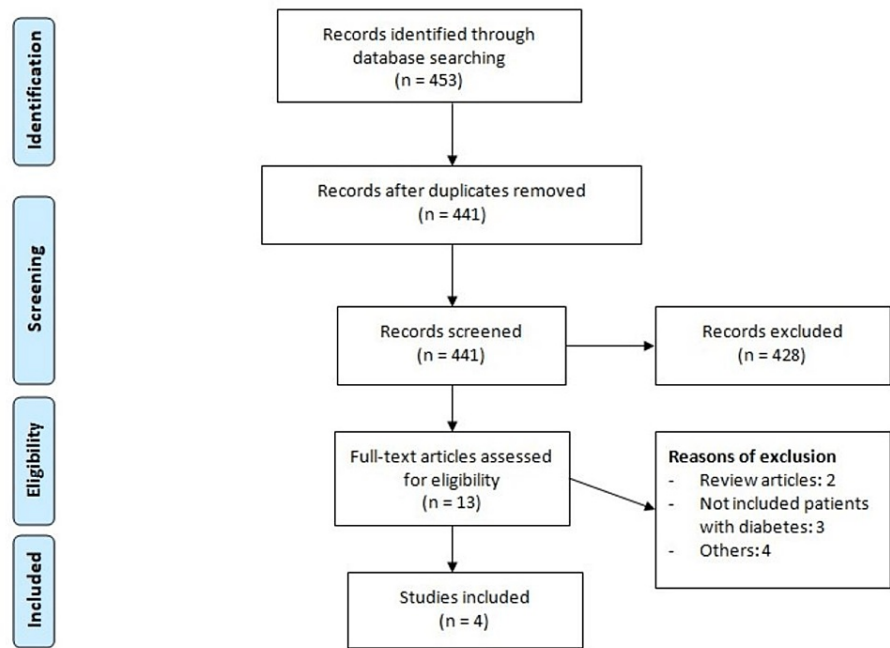 Identification
Records identified through
database searching
(n = 453)
Records after duplicates removed
(n = 441)
Screening
Records screened
(n = 441)
Records excluded
(n = 428)
Eligibility
Full-text articles assessed
for eligibility
(n = 13)
Reasons of exclusion
- Review articles: 2
- Not included patients
with diabetes: 3
- Others: 4
Included
Studies included
(n = 4)